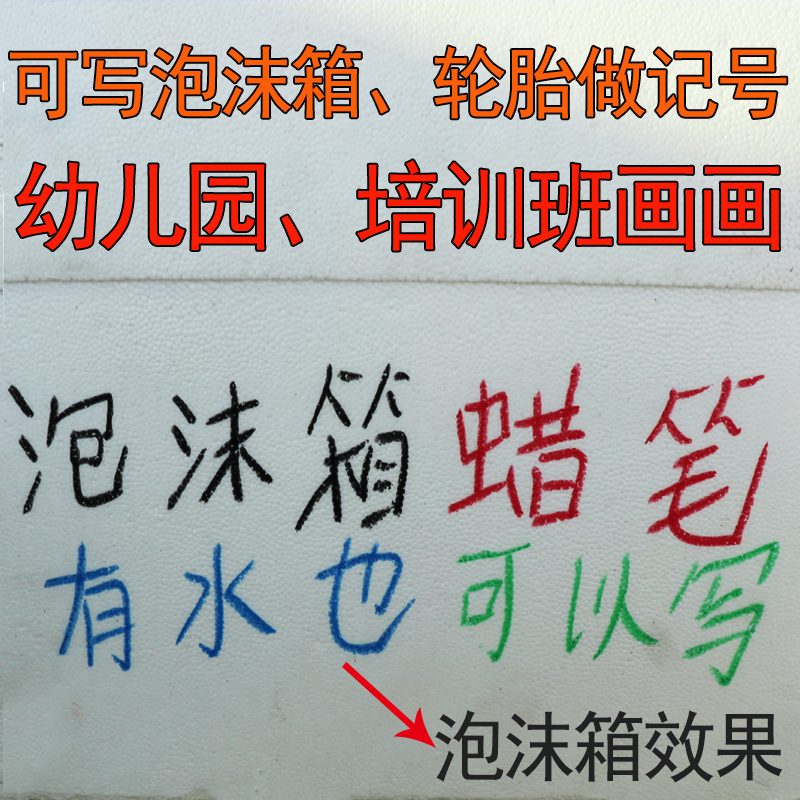 可写泡沫箱、轮胎做记号
幼儿园、培训班画画
泡沫箱蜡笔
有水也可以写
泡沫箱效果